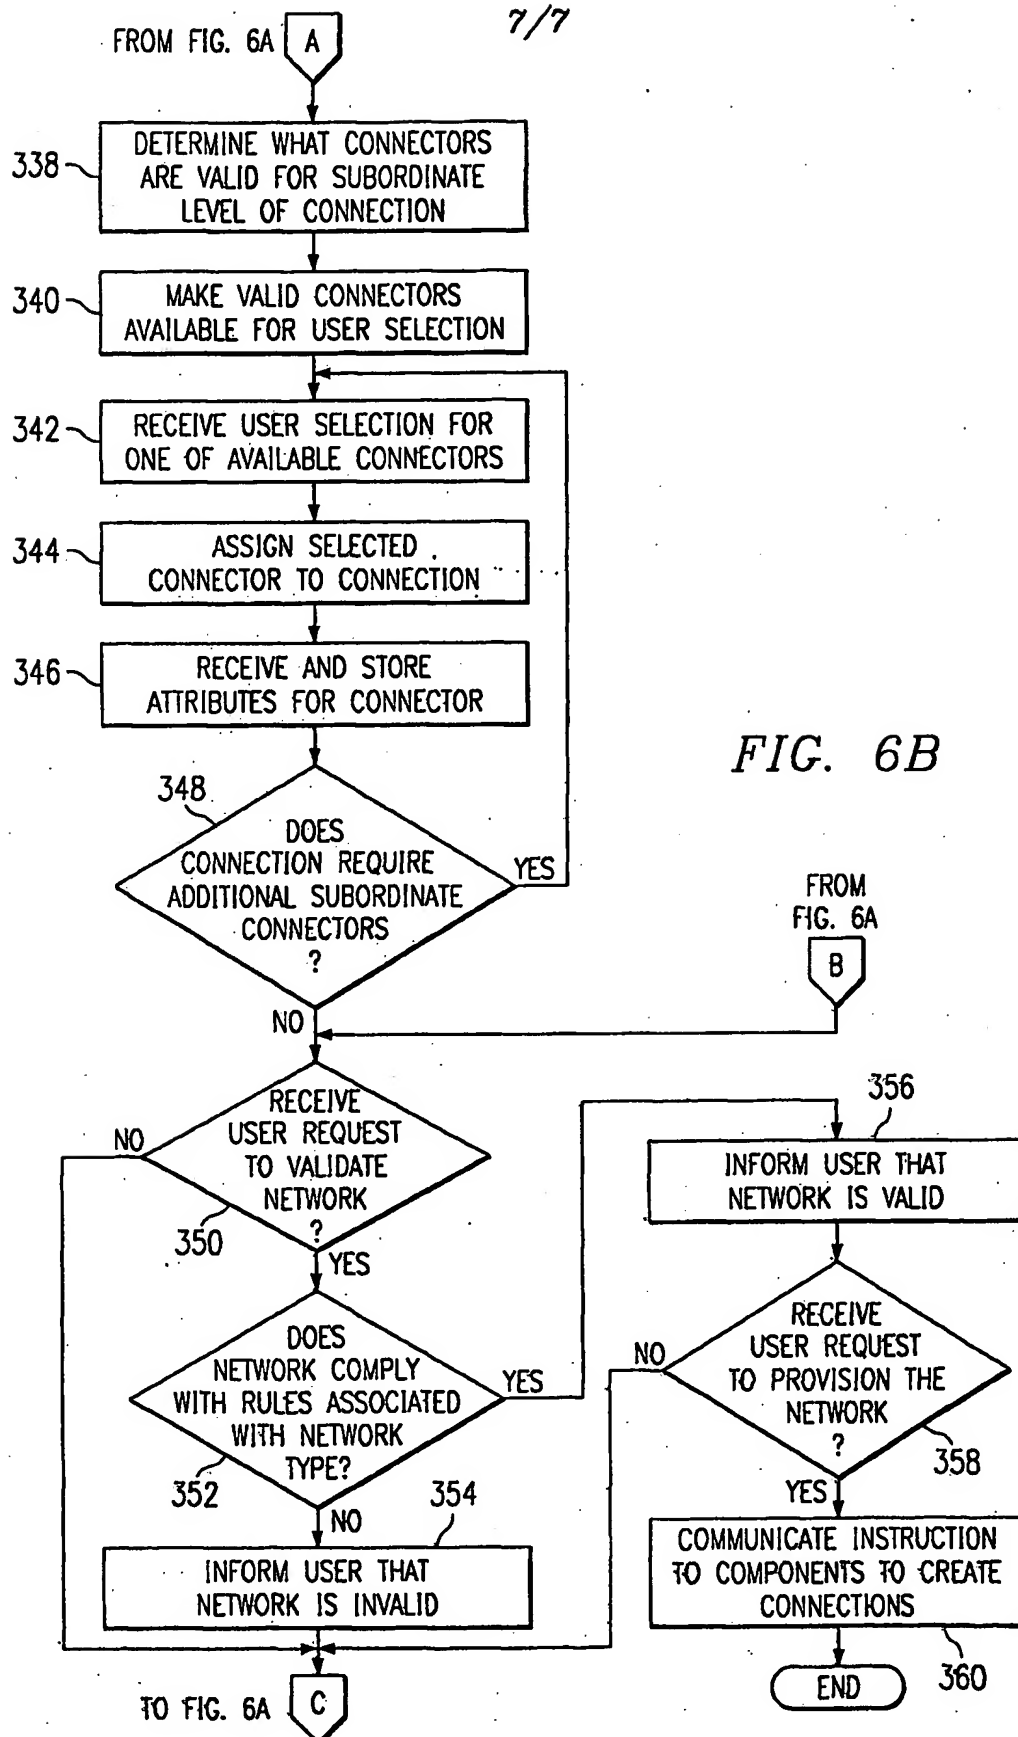 7/7
FROM FIG. 6A
A
338
DETERMINE WHAT CONNECTORS
ARE VALID FOR SUBORDINATE
LEVEL OF CONNECTION
340
MAKE VALID CONNECTORS
AVAILABLE FOR USER SELECTION
342
RECEIVE USER SELECTION FOR
ONE OF AVAILABLE CONNECTORS
344
ASSIGN SELECTED
CONNECTOR TO CONNECTION
346
RECEIVE AND STORE
ATTRIBUTES FOR CONNECTOR
FIG. 6B
348
DOES
CONNECTION REQUIRE
ADDITIONAL SUBORDINATE
CONNECTORS
?
YES
NO
FROM
FIG. 6A
B
RECEIVE
USER REQUEST
TO VALIDATE
NETWORK
?
NO
350
YES
DOES
NETWORK COMPLY
WITH RULES ASSOCIATED
WITH NETWORK
TYPE?
YES
352
NO
354
INFORM USER THAT
NETWORK IS INVALID
TO FIG. 6A
C
356
INFORM USER THAT
NETWORK IS VALID
RECEIVE
USER REQUEST
TO PROVISION THE
NETWORK
?
NO
358
YES
COMMUNICATE INSTRUCTION
TO COMPONENTS TO CREATE
CONNECTIONS
360
END